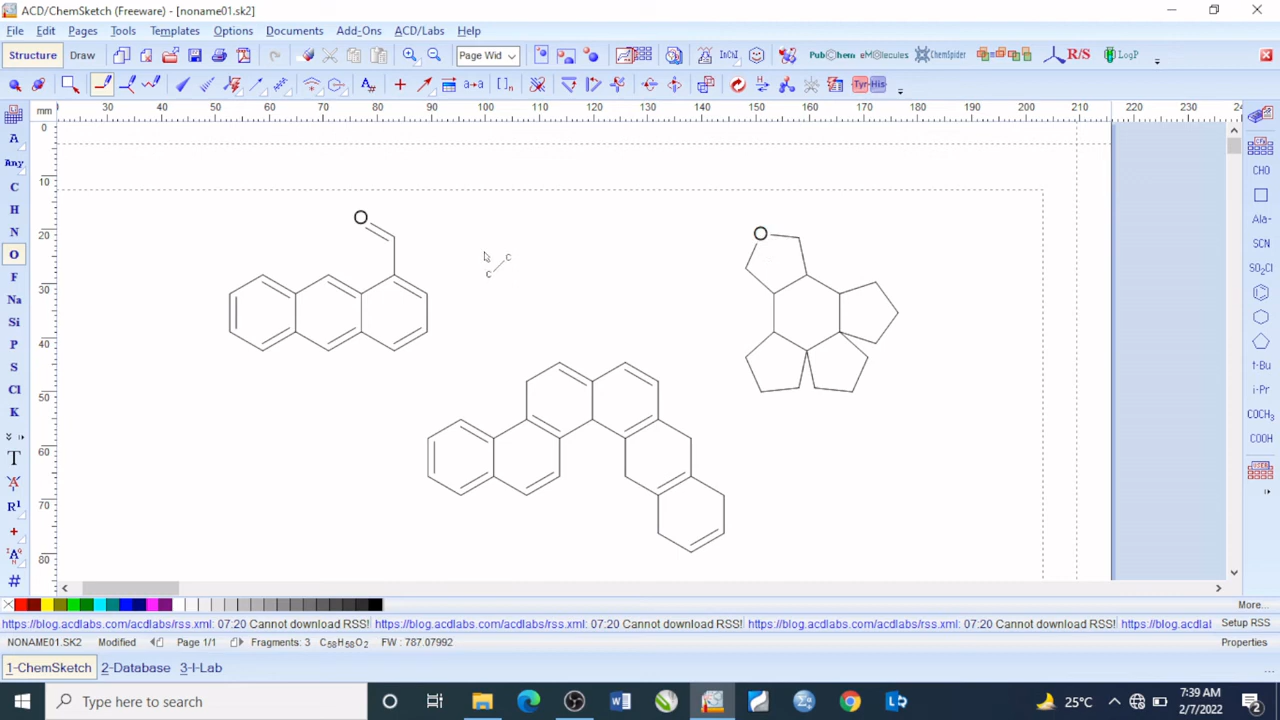 ACD/ChemSketch (Freeware) - [noname01.sk2]
File Edit Pages Tools Templates Options Documents Add-Ons ACD/Labs Help
Structure Draw Page Wid InChI PubChem eMolecules ChemSpider R/S LogP
Tyr His
mm 30 40 50 60 70 80 90 100 110 120 130 140 150 160 170 180 190 200 210 220 230 24
0
10
20
30
40
50
60
70
80
A
Any
C
H
N
O
F
Na
Si
P
S
Cl
K
T
A
R¹
+
#
O
C
C
O
CHO
Ala-
SCN
SO₂Cl
t-Bu
i-Pr
COCH₃
COOH
More...
https://blog.acdlabs.com/rss.xml: 07:20 Cannot download RSS! https://blog.acdlabs.com/rss.xml: 07:20 Cannot download RSS! https://blog.acdlabs.com/rss.xml: 07:20 Cannot download RSS! https://blog.acdlabs Setup RSS
NONAME01.SK2 Modified Page 1/1 Fragments: 3 C₅₈H₅₈O₂ FW : 787.07992 Properties
1-ChemSketch 2-Database 3-I-Lab
Type here to search 25°C 7:39 AM
2/7/2022 2